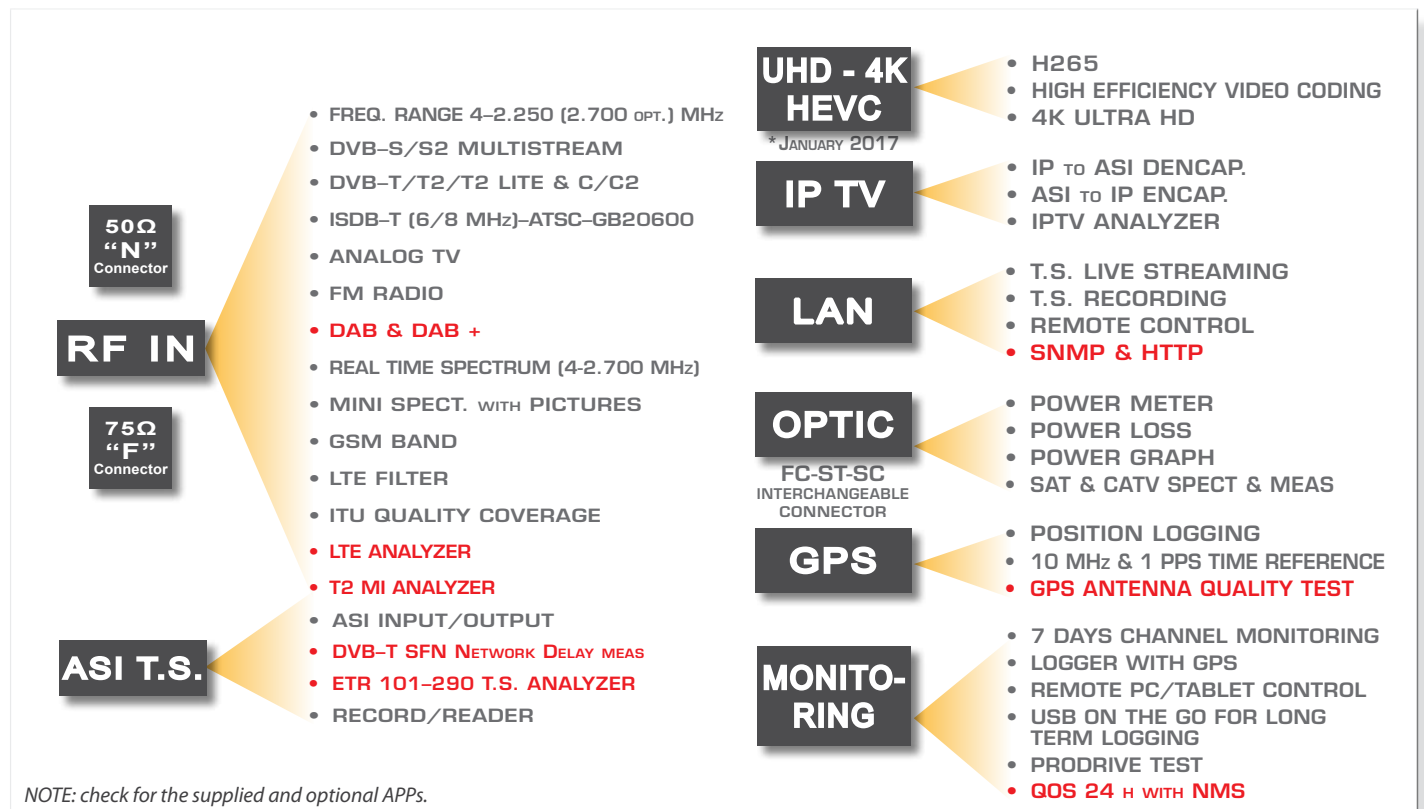 50Ω
“N”
Connector
RF IN
75Ω
“F”
Connector
• FREQ. RANGE 4–2.250 (2.700 OPT.) MHz
• DVB–S/S2 MULTISTREAM
• DVB–T/T2/T2 LITE & C/C2
• ISDB–T (6/8 MHz)–ATSC–GB20600
• ANALOG TV
• FM RADIO
• DAB & DAB +
• REAL TIME SPECTRUM (4-2.700 MHz)
• MINI SPECT. WITH PICTURES
• GSM BAND
• LTE FILTER
• ITU QUALITY COVERAGE
• LTE ANALYZER
• T2 MI ANALYZER
ASI T.S.
• ASI INPUT/OUTPUT
• DVB–T SFN NETWORK DELAY MEAS
• ETR 101–290 T.S. ANALYZER
• RECORD/READER
NOTE: check for the supplied and optional APPs.
UHD - 4K
HEVC
*JANUARY 2017
• H265
• HIGH EFFICIENCY VIDEO CODING
• 4K ULTRA HD
IP TV
• IP TO ASI DENCAP.
• ASI TO IP ENCAP.
• IPTV ANALYZER
LAN
• T.S. LIVE STREAMING
• T.S. RECORDING
• REMOTE CONTROL
• SNMP & HTTP
OPTIC
FC-ST-SC
INTERCHANGEABLE
CONNECTOR
• POWER METER
• POWER LOSS
• POWER GRAPH
• SAT & CATV SPECT & MEAS
GPS
• POSITION LOGGING
• 10 MHz & 1 PPS TIME REFERENCE
• GPS ANTENNA QUALITY TEST
MONITO-
RING
• 7 DAYS CHANNEL MONITORING
• LOGGER WITH GPS
• REMOTE PC/TABLET CONTROL
• USB ON THE GO FOR LONG
TERM LOGGING
• PRODRIVE TEST
• QOS 24 H WITH NMS